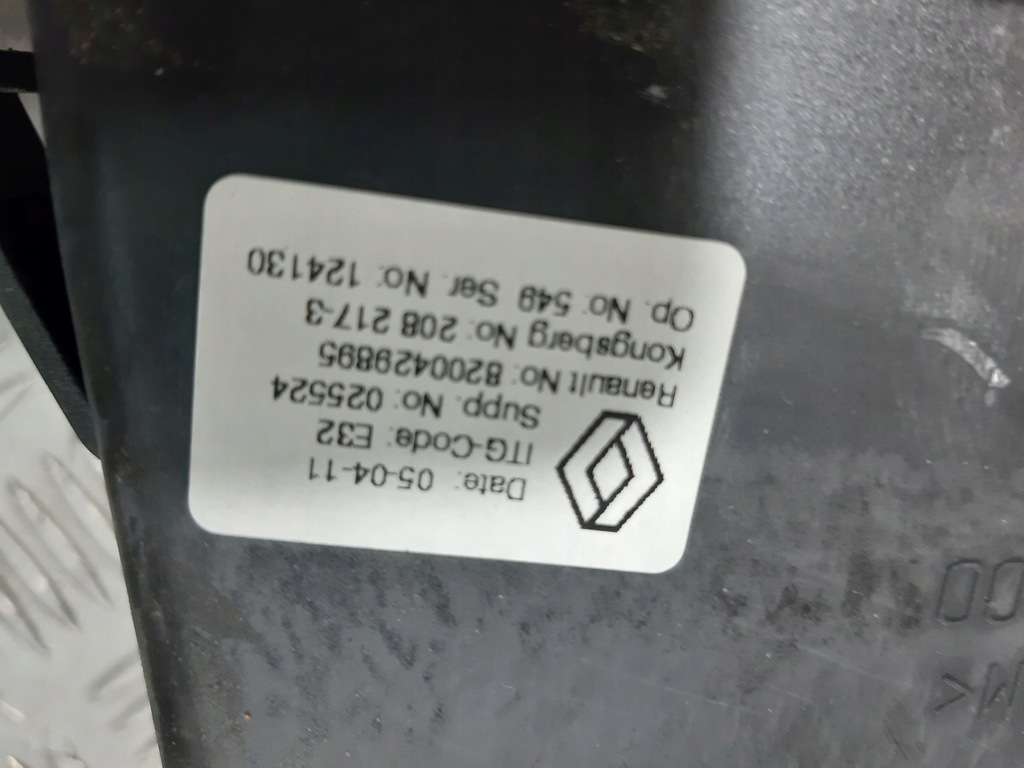 Date: 05-04-11
ITG-Code: E32
Supp. No: 025524
Renault No: 8200429895
Kongsberg No: 208 217-3
Op. No: 549 Ser. No: 124130